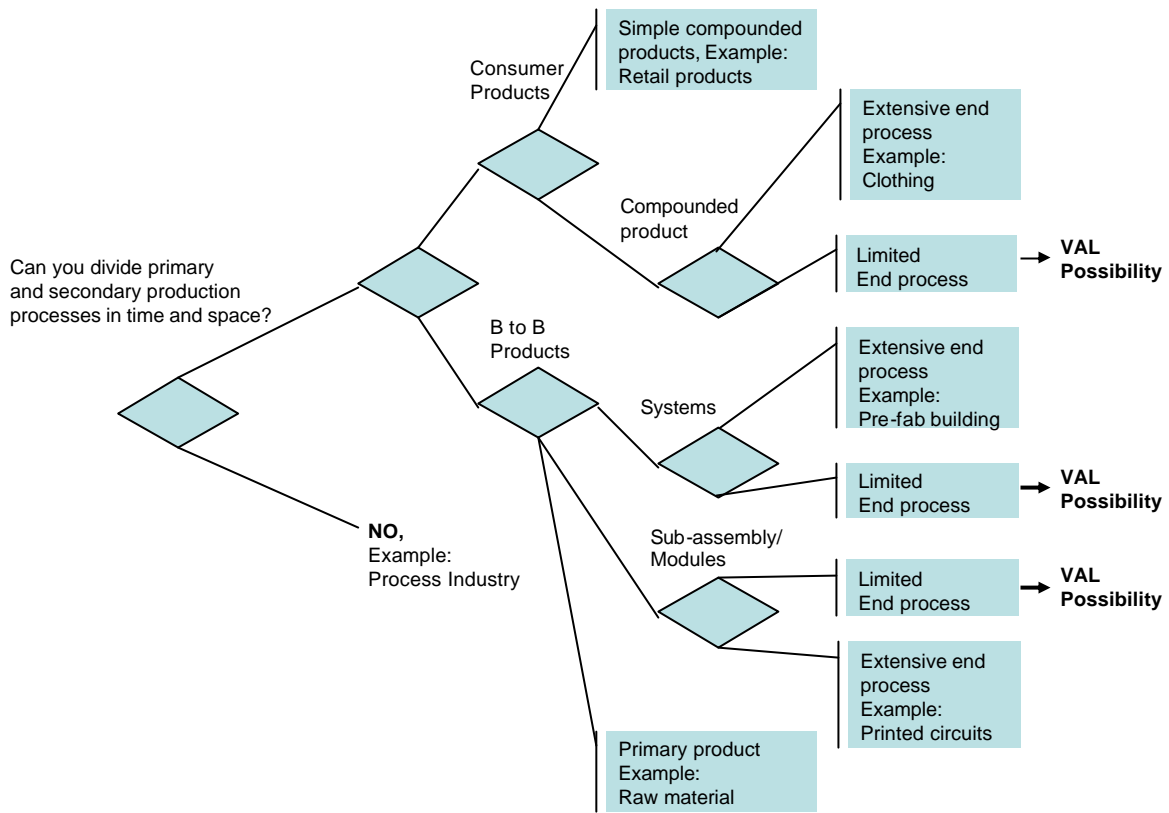 Simple compounded
products, Example:
Retail products
Consumer
Products
Extensive end
process
Example:
Clothing
Compounded
product
Limited
End process
VAL
Possibility
Can you divide primary
and secondary production
processes in time and space?
B to B
Products
Extensive end
process
Example:
Pre-fab building
Systems
Limited
End process
VAL
Possibility
NO,
Example:
Process Industry
Sub-assembly/
Modules
Limited
End process
VAL
Possibility
Extensive end
process
Example:
Printed circuits
Primary product
Example:
Raw material